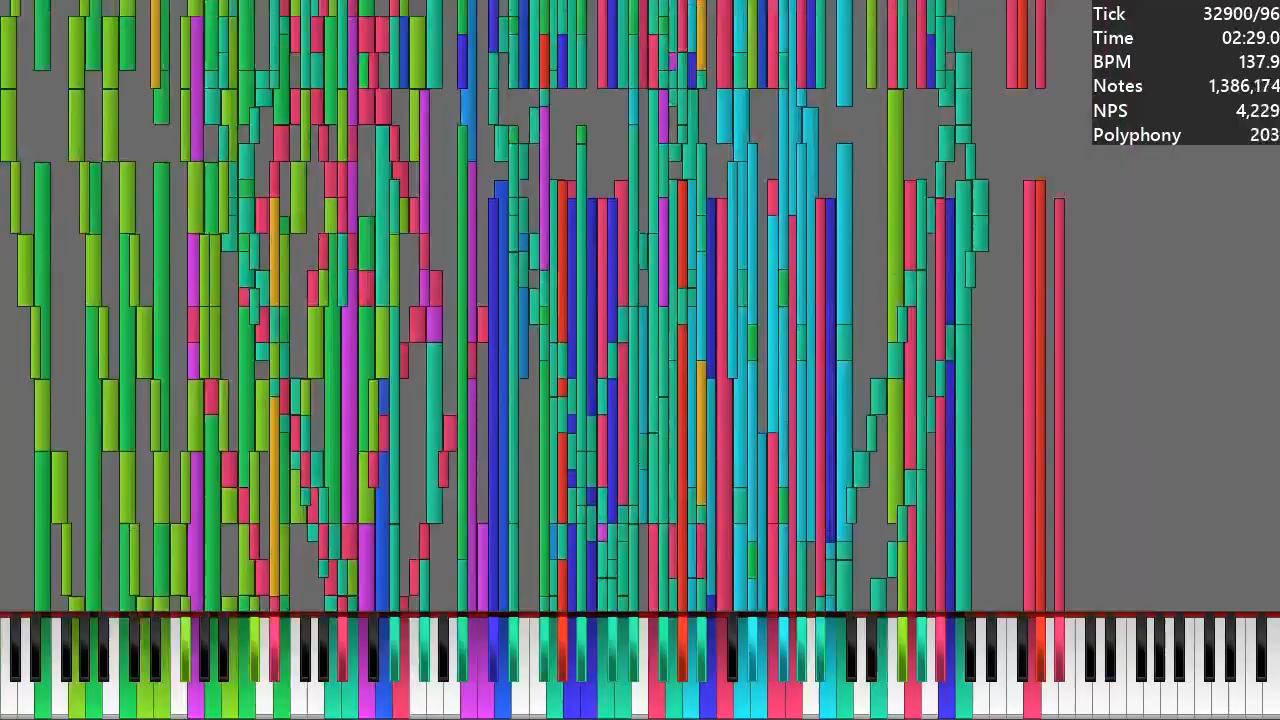 Tick 32900/96
Time 02:29.0
BPM 137.9
Notes 1,386,174
NPS 4,229
Polyphony 203